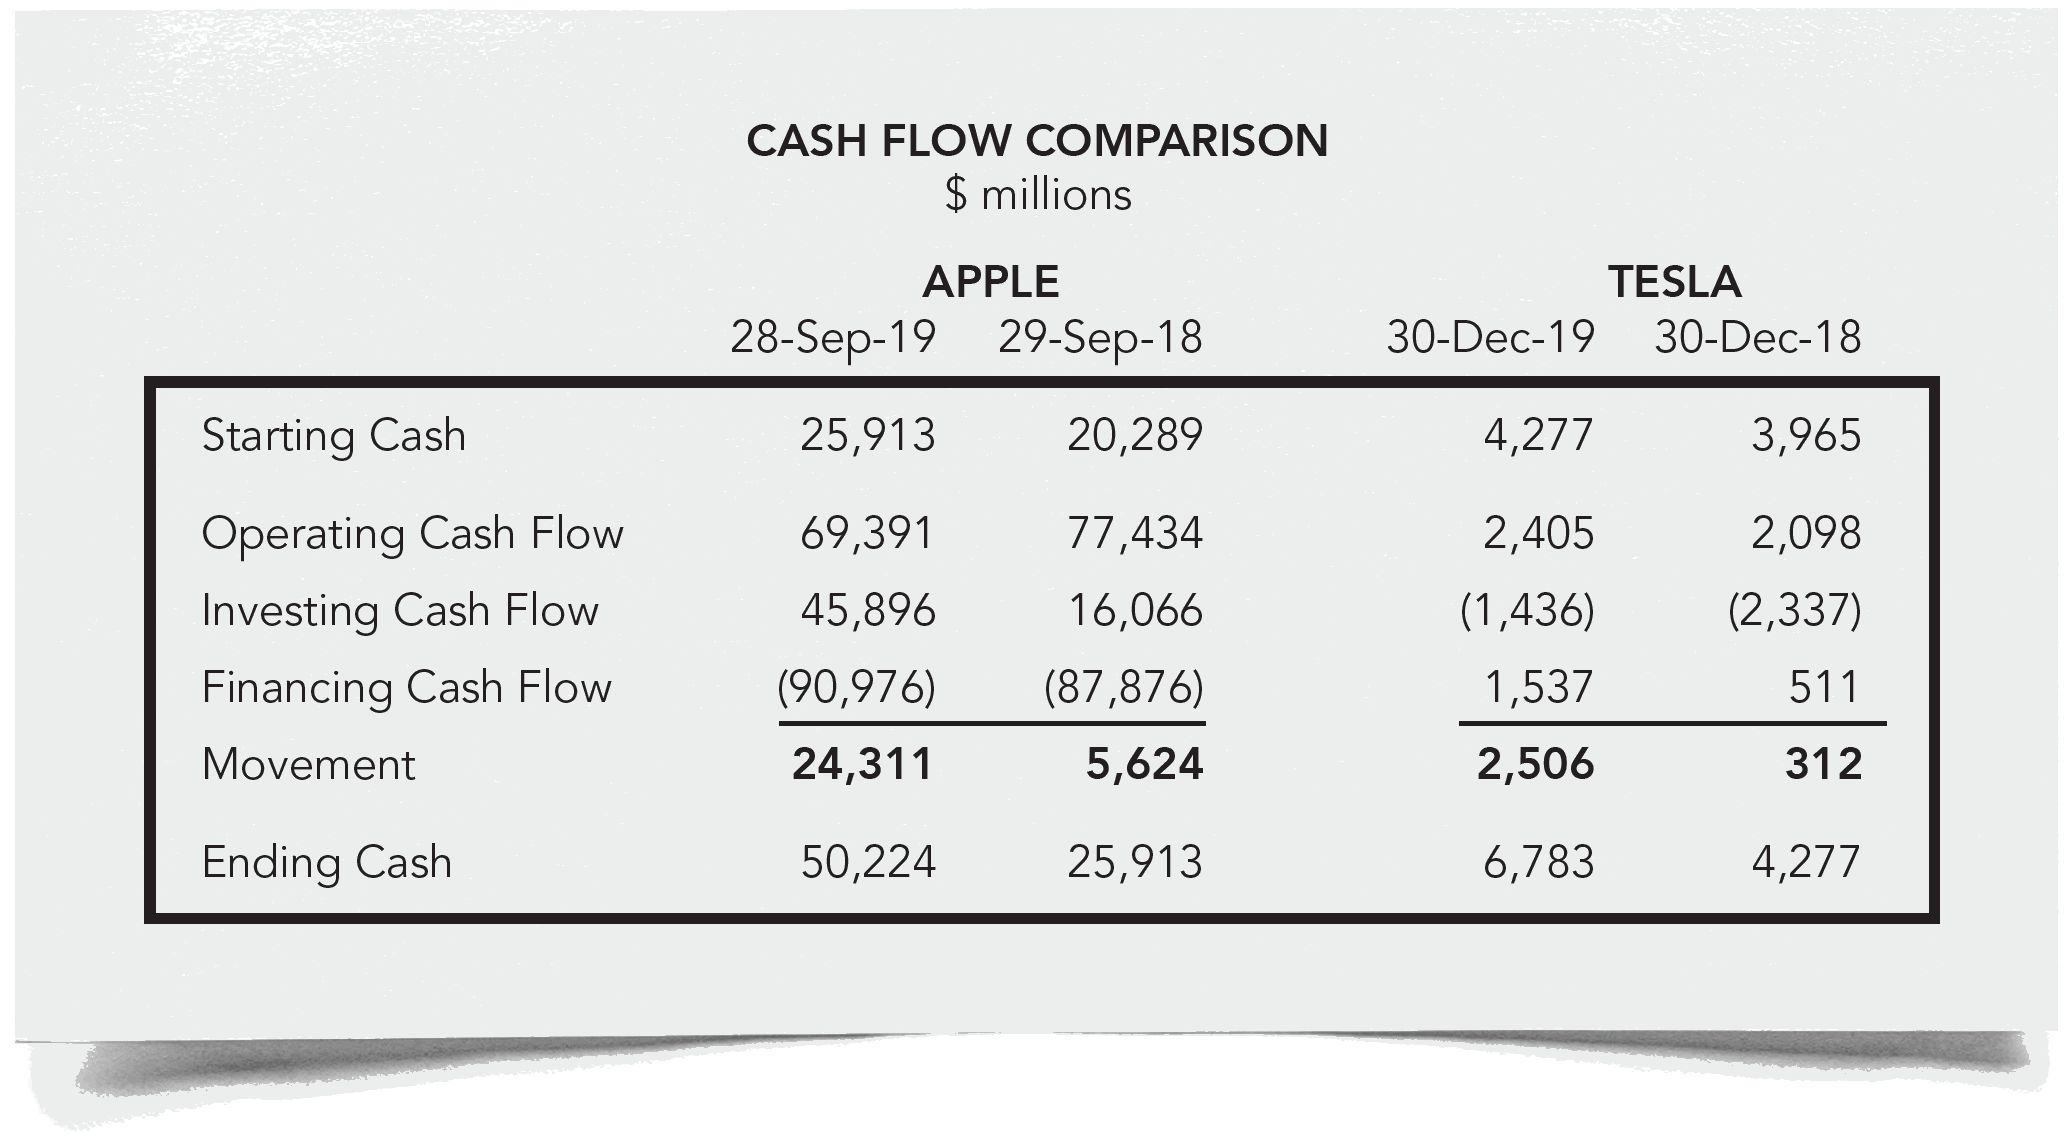 CASH FLOW COMPARISON
$ millions
APPLE TESLA
28-Sep-19 29-Sep-18 30-Dec-19 30-Dec-18
Starting Cash 25,913 20,289 4,277 3,965
Operating Cash Flow 69,391 77,434 2,405 2,098
Investing Cash Flow 45,896 16,066 (1,436) (2,337)
Financing Cash Flow (90,976) (87,876) 1,537 511
Movement 24,311 5,624 2,506 312
Ending Cash 50,224 25,913 6,783 4,277